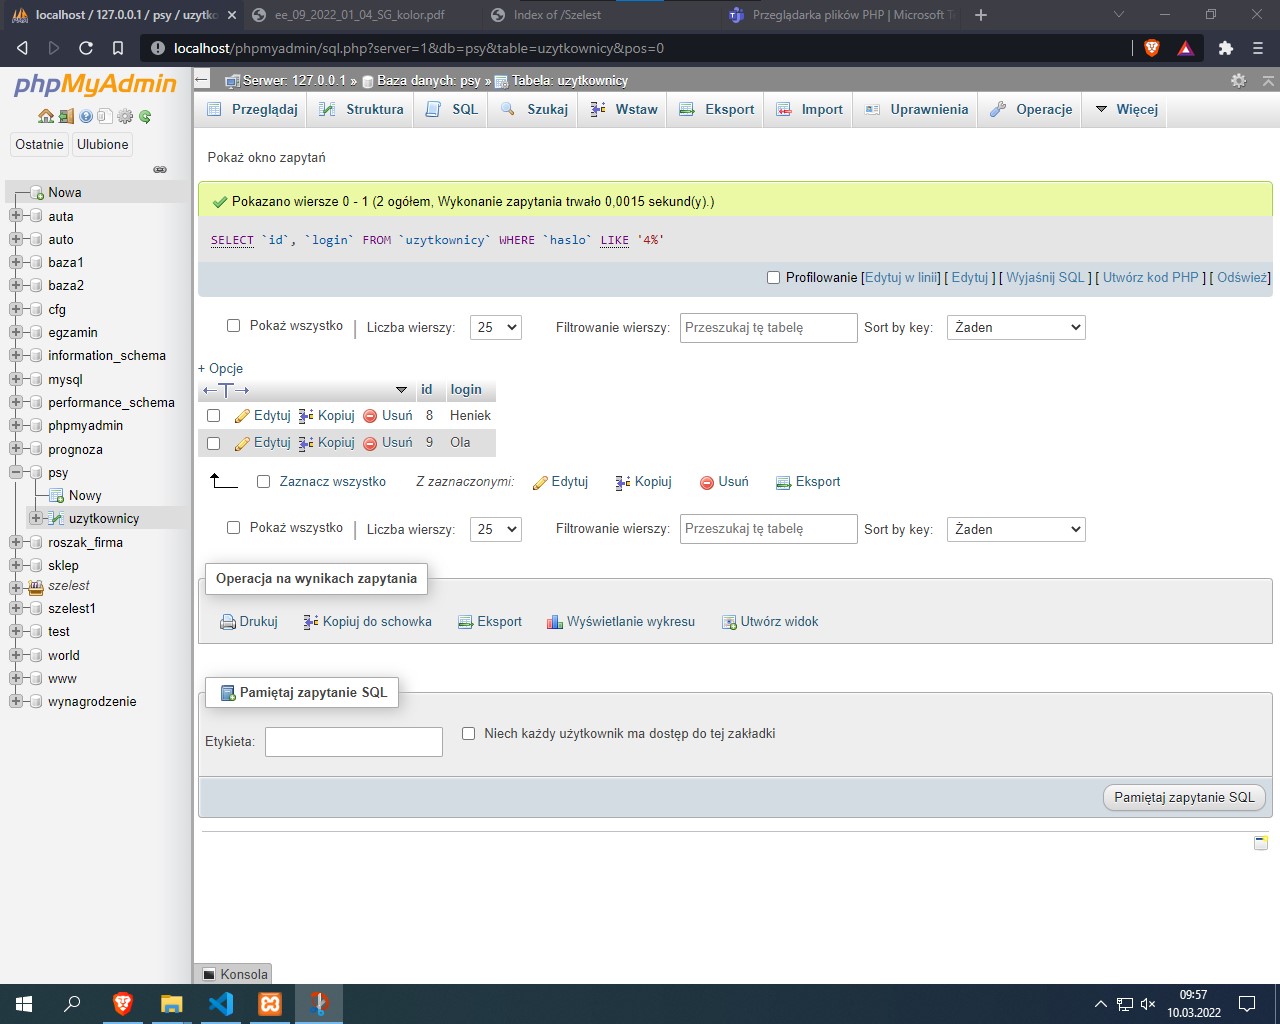 localhost / 127.0.0.1 / psy / uzytko
ee_09_2022_01_04_SG_kolor.pdf
Index of /Szelest
Przeglądarka plików PHP | Microsoft T
localhost/phpmyadmin/sql.php?server=1&db=psy&table=uzytkownicy&pos=0
phpMyAdmin
Ostatnie Ulubione
Nowa
auta
auto
baza1
baza2
cfg
egzamin
information_schema
mysql
performance_schema
phpmyadmin
prognoza
psy
Nowy
uzytkownicy
roszak_firma
sklep
szelest
szelest1
test
world
www
wynagrodzenie
Serwer: 127.0.0.1 » Baza danych: psy » Tabela: uzytkownicy
Przeglądaj Struktura SQL Szukaj Wstaw Eksport Import Uprawnienia Operacje Więcej
Pokaż okno zapytań
Pokazano wiersze 0 - 1 (2 ogółem, Wykonanie zapytania trwało 0,0015 sekund(y).)
SELECT `id`, `login` FROM `uzytkownicy` WHERE `haslo` LIKE '4%'
Profilowanie [Edytuj w linii] [ Edytuj ] [ Wyjaśnij SQL ] [ Utwórz kod PHP ] [ Odśwież]
Pokaż wszystko | Liczba wierszy: 25 Filtrowanie wierszy: Przeszukaj tę tabelę Sort by key: Żaden
+ Opcje
←T→ id login
Edytuj Kopiuj Usuń 8 Heniek
Edytuj Kopiuj Usuń 9 Ola
Zaznacz wszystko Z zaznaczonymi: Edytuj Kopiuj Usuń Eksport
Pokaż wszystko | Liczba wierszy: 25 Filtrowanie wierszy: Przeszukaj tę tabelę Sort by key: Żaden
Operacja na wynikach zapytania
Drukuj Kopiuj do schowka Eksport Wyświetlanie wykresu Utwórz widok
Pamiętaj zapytanie SQL
Etykieta: Niech każdy użytkownik ma dostęp do tej zakładki
Pamiętaj zapytanie SQL
Konsola
09:57
10.03.2022